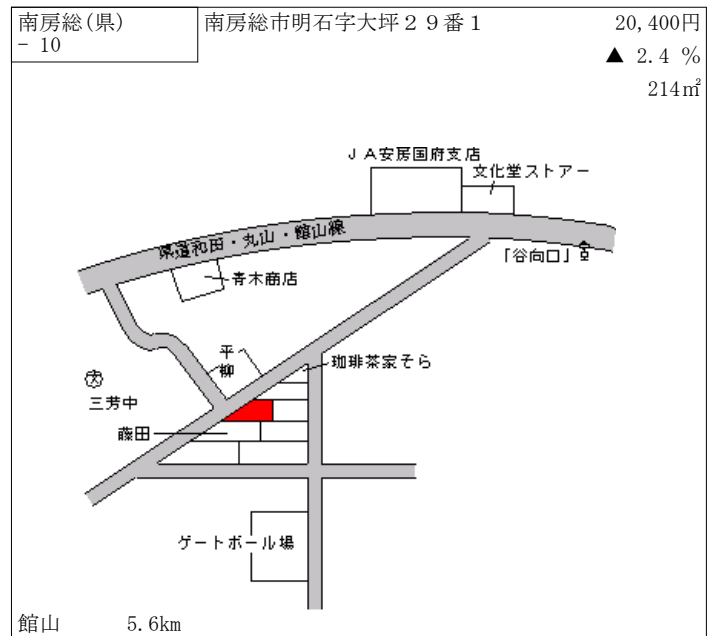 南房総(県)
- 10
南房総市明石字大坪２９番１
20,400円
▲ 2.4 %
214㎡
ＪＡ安房国府支店
文化堂ストアー
県道和田・丸山・館山線
「谷向口」
青木商店
平柳
珈琲茶家そら
文
三芳中
藤田
ゲートボール場
館山 5.6km